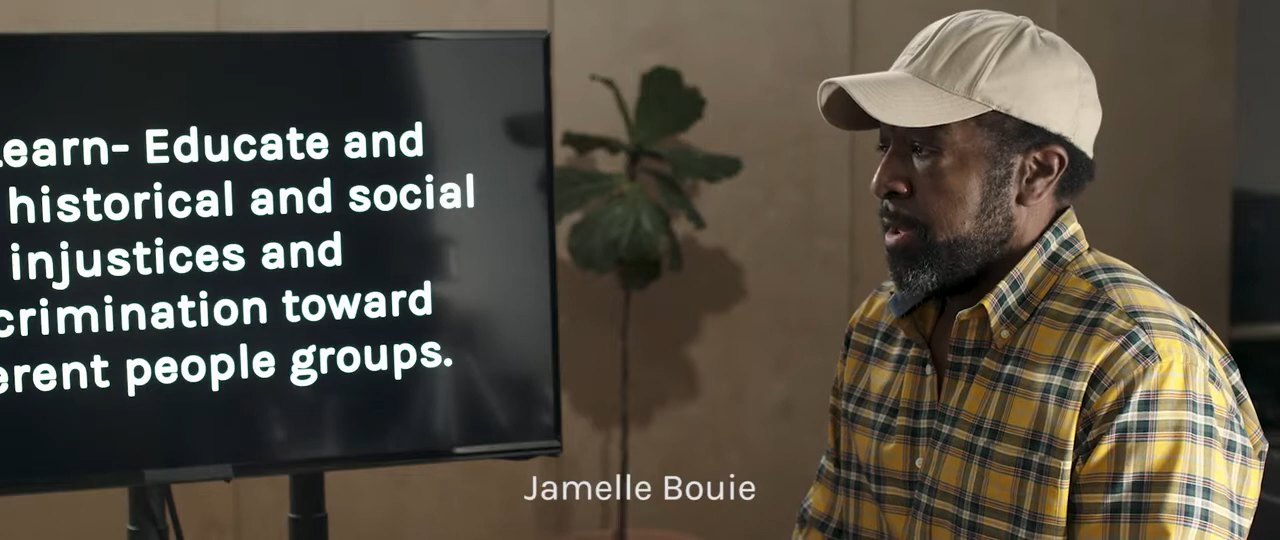 Learn- Educate and
historical and social
injustices and
crimination toward
erent people groups.
Jamelle Bouie